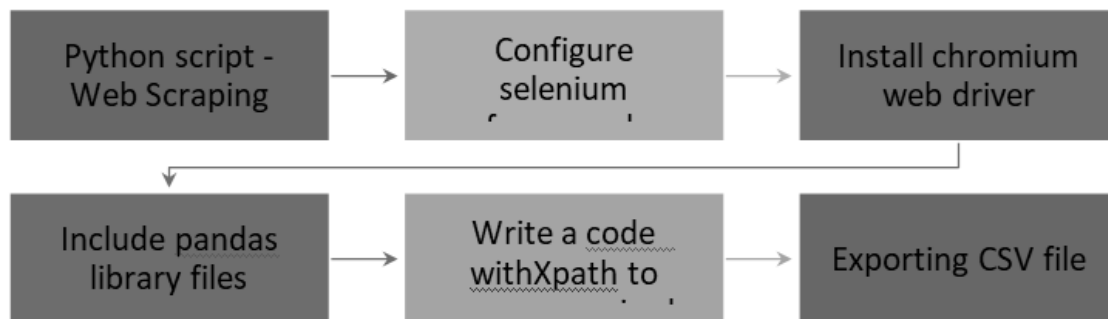 Python script -
Web Scraping
Configure
selenium
Install chromium
web driver
Include pandas
library files
Write a code
withXpath to
Exporting CSV file